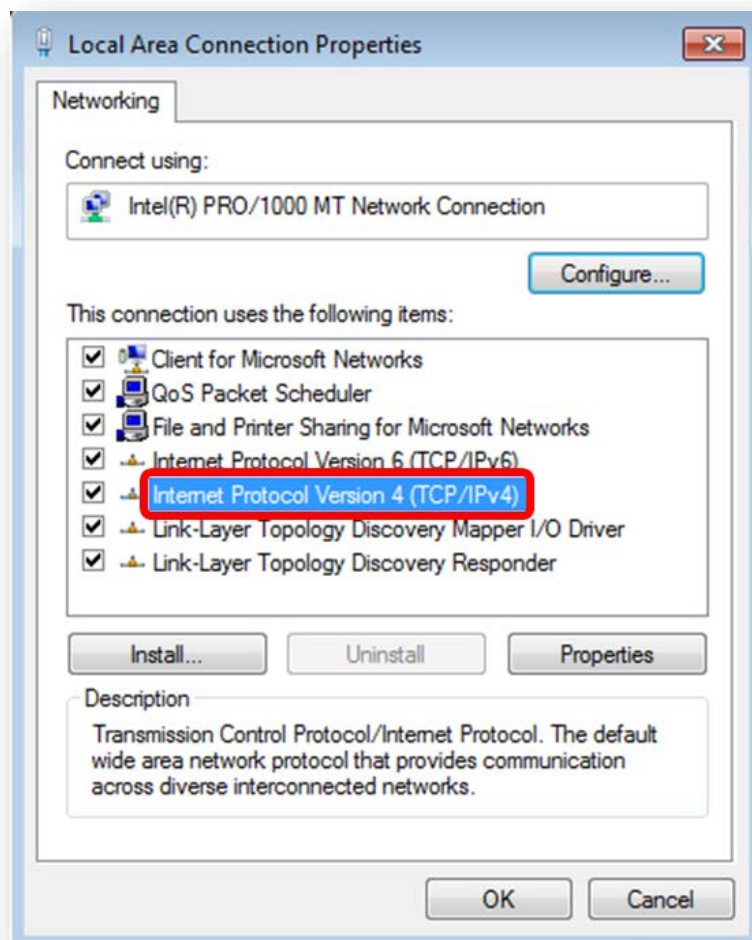 Local Area Connection Properties
Networking
Connect using:
Intel(R) PRO/1000 MT Network Connection
Configure...
This connection uses the following items:
Client for Microsoft Networks
QoS Packet Scheduler
File and Printer Sharing for Microsoft Networks
Internet Protocol Version 6 (TCP/IPv6)
Internet Protocol Version 4 (TCP/IPv4)
Link-Layer Topology Discovery Mapper I/O Driver
Link-Layer Topology Discovery Responder
Install...
Uninstall
Properties
Description
Transmission Control Protocol/Internet Protocol. The default
wide area network protocol that provides communication
across diverse interconnected networks.
OK
Cancel